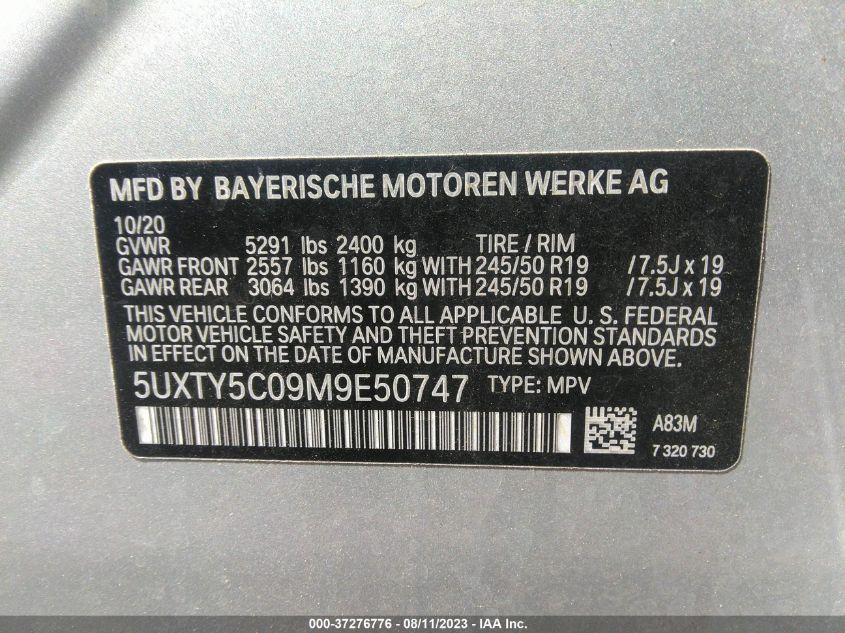 MFD BY BAYERISCHE MOTOREN WERKE AG
10/20
GVWR 5291 lbs 2400 kg TIRE / RIM
GAWR FRONT 2557 lbs 1160 kg WITH 245/50 R19 / 7.5J x 19
GAWR REAR 3064 lbs 1390 kg WITH 245/50 R19 / 7.5J x 19
THIS VEHICLE CONFORMS TO ALL APPLICABLE U. S. FEDERAL
MOTOR VEHICLE SAFETY AND THEFT PREVENTION STANDARDS
IN EFFECT ON THE DATE OF MANUFACTURE SHOWN ABOVE.
5UXTY5C09M9E50747 TYPE: MPV
A83M
7 320 730
000-37276776 - 08/11/2023 - IAA Inc.